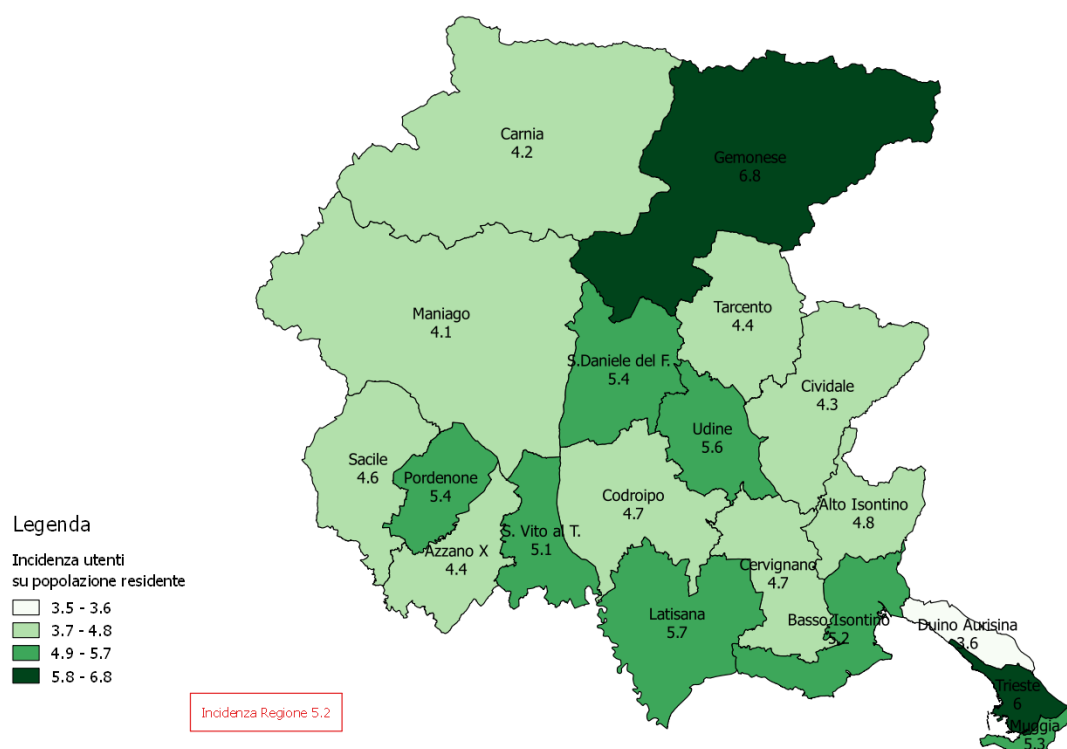 Carnia
4.2
Gemonese
6.8
Maniago
4.1
Tarcento
4.4
S.Daniele del F.
5.4
Cividale
4.3
Udine
5.6
Sacile
4.6
Pordenone
5.4
Codroipo
4.7
Alto Isontino
4.8
S. Vito al T.
5.1
Azzano X
4.4
Cervignano
4.7
Latisana
5.7
Basso Isontino
5.2
Duino Aurisina
3.6
Trieste
6
Muggia
5.3
Legenda
Incidenza utenti
su popolazione residente
3.5 - 3.6
3.7 - 4.8
4.9 - 5.7
5.8 - 6.8
Incidenza Regione 5.2